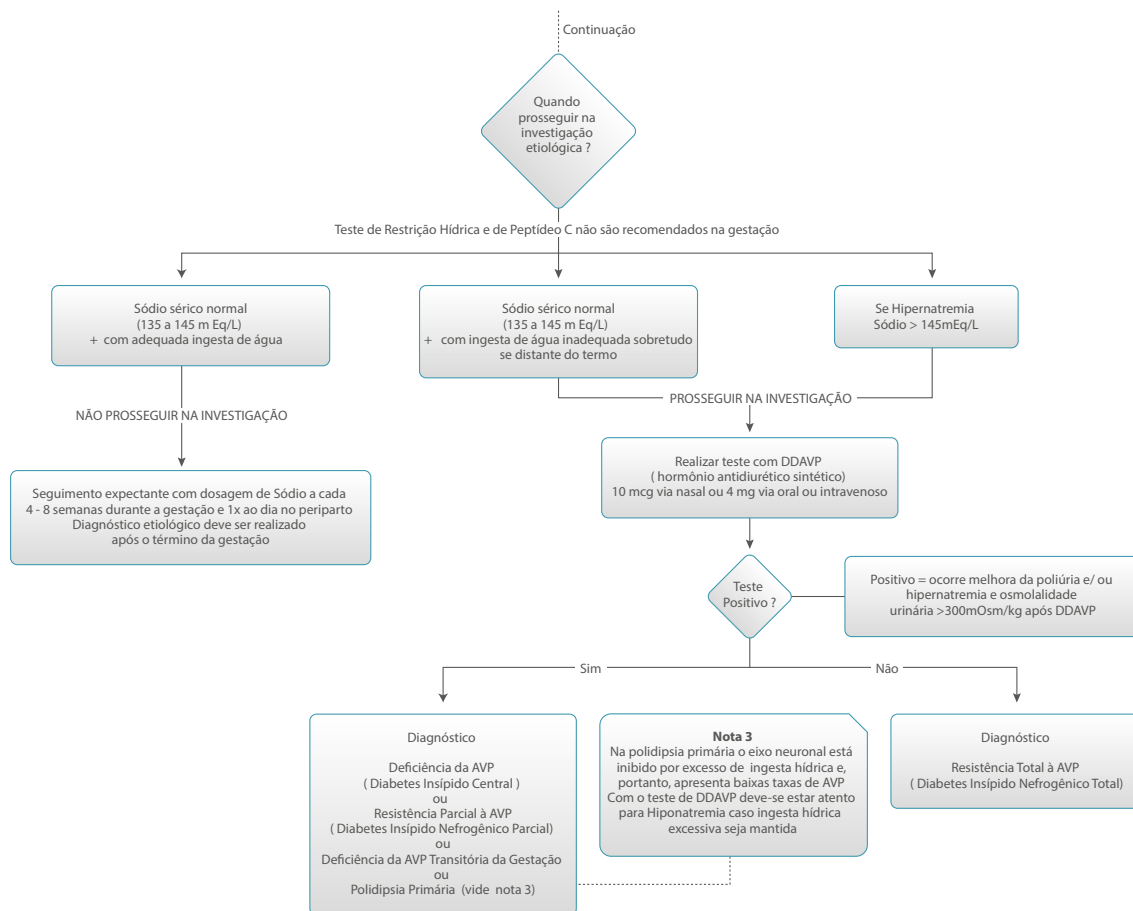 Continuação
Quando
prosseguir na
investigação
etiológica ?
Teste de Restrição Hídrica e de Peptídeo C não são recomendados na gestação
Sódio sérico normal
(135 a 145 m Eq/L)
+ com adequada ingesta de água
Sódio sérico normal
(135 a 145 m Eq/L)
+ com ingesta de água inadequada sobretudo
se distante do termo
Se Hipernatremia
Sódio > 145mEq/L
NÃO PROSSEGUIR NA INVESTIGAÇÃO
PROSSEGUIR NA INVESTIGAÇÃO
Seguimento expectante com dosagem de Sódio a cada
4 - 8 semanas durante a gestação e 1x ao dia no periparto
Diagnóstico etiológico deve ser realizado
após o término da gestação
Realizar teste com DDAVP
( hormônio antidiurético sintético)
10 mcg via nasal ou 4 mg via oral ou intravenoso
Teste
Positivo ?
Positivo = ocorre melhora da poliúria e/ ou
hipernatremia e osmolalidade
urinária >300mOsm/kg após DDAVP
Sim
Não
Diagnóstico
Deficiência da AVP
( Diabetes Insípido Central )
ou
Resistência Parcial à AVP
( Diabetes Insípido Nefrogênico Parcial)
ou
Deficiência da AVP Transitória da Gestação
ou
Polidipsia Primária (vide nota 3)
Nota 3
Na polidipsia primária o eixo neuronal está
inibido por excesso de ingesta hídrica e,
portanto, apresenta baixas taxas de AVP
Com o teste de DDAVP deve-se estar atento
para Hiponatremia caso ingesta hídrica
excessiva seja mantida
Diagnóstico
Resistência Total à AVP
( Diabetes Insípido Nefrogênico Total)